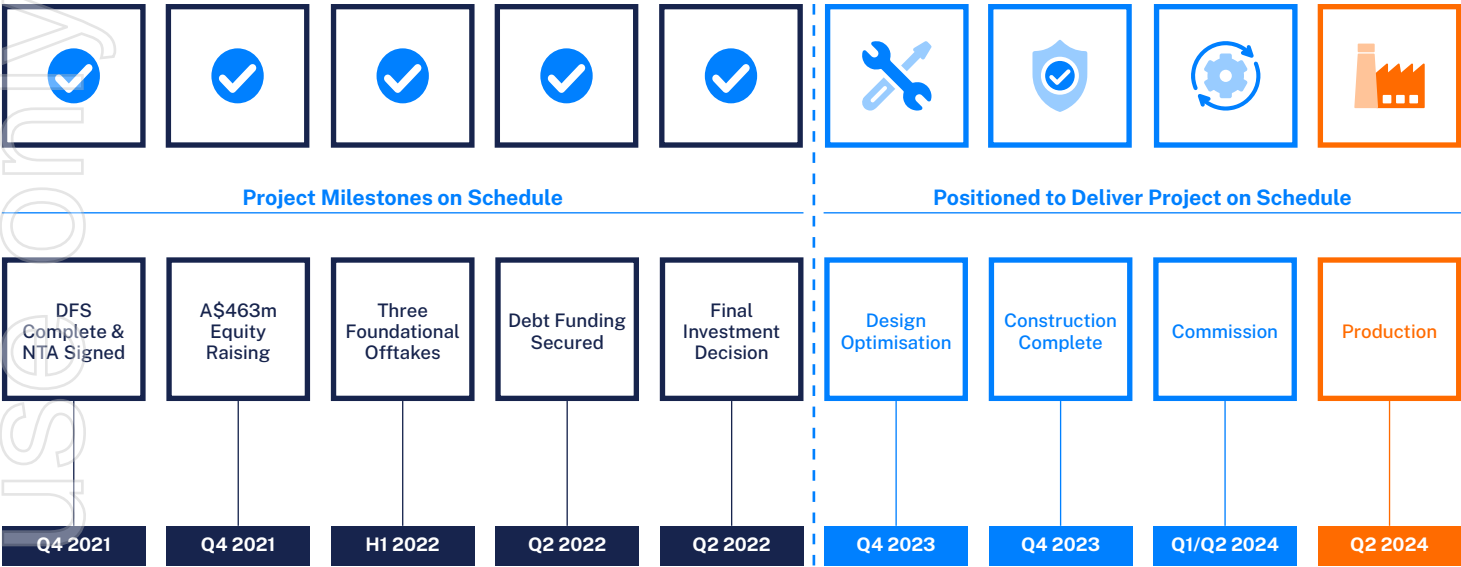 Project Milestones on Schedule
Positioned to Deliver Project on Schedule
DFS
Complete &
NTA Signed
A$463m
Equity
Raising
Three
Foundational
Offtakes
Debt Funding
Secured
Final
Investment
Decision
Design
Optimisation
Construction
Complete
Commission
Production
Q4 2021
Q4 2021
H1 2022
Q2 2022
Q2 2022
Q4 2023
Q4 2023
Q1/Q2 2024
Q2 2024
use only